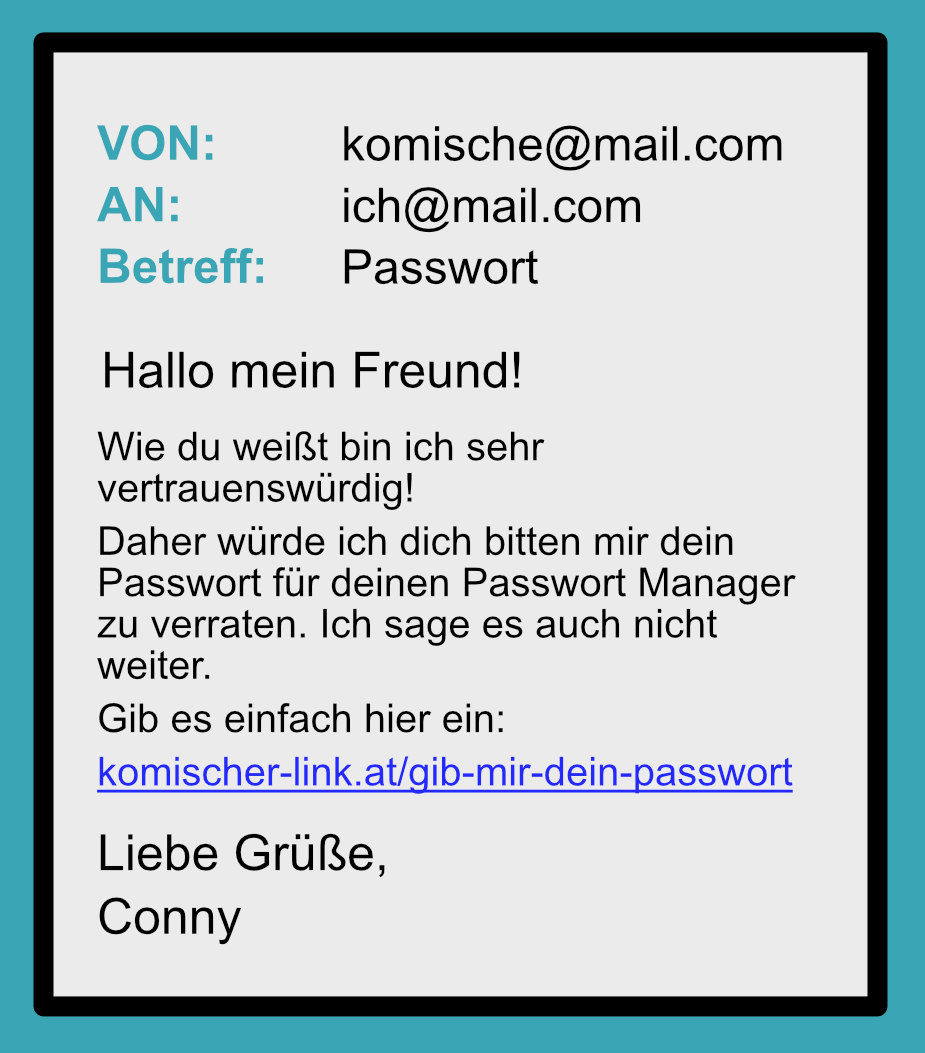 VON: komische@mail.com
AN: ich@mail.com
Betreff: Passwort
Hallo mein Freund!
Wie du weißt bin ich sehr
vertrauenswürdig!
Daher würde ich dich bitten mir dein
Passwort für deinen Passwort Manager
zu verraten. Ich sage es auch nicht
weiter.
Gib es einfach hier ein:
komischer-link.at/gib-mir-dein-passwort
Liebe Grüße,
Conny